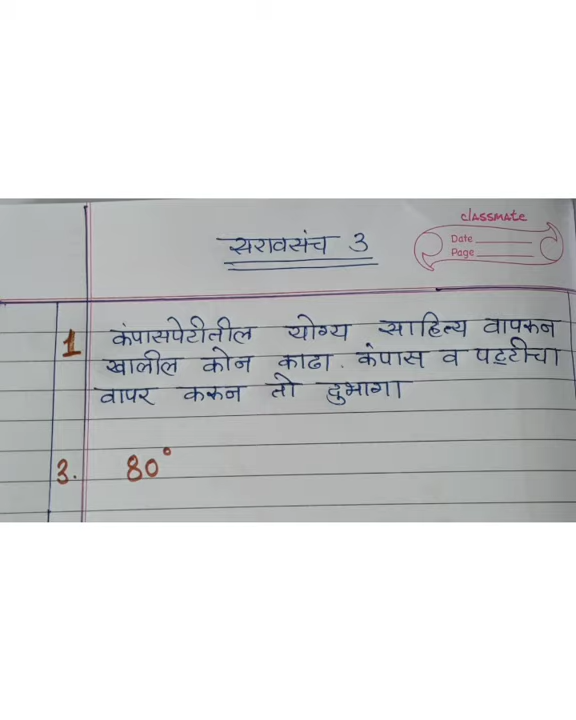 classmate
Date
Page
सरावसंच 3
1 कंपासपेटीतील योग्य साहित्य वापरून
खालील कोन काढा. कंपास व पट्टीचा
वापर करून तो दुभागा
3. 80°